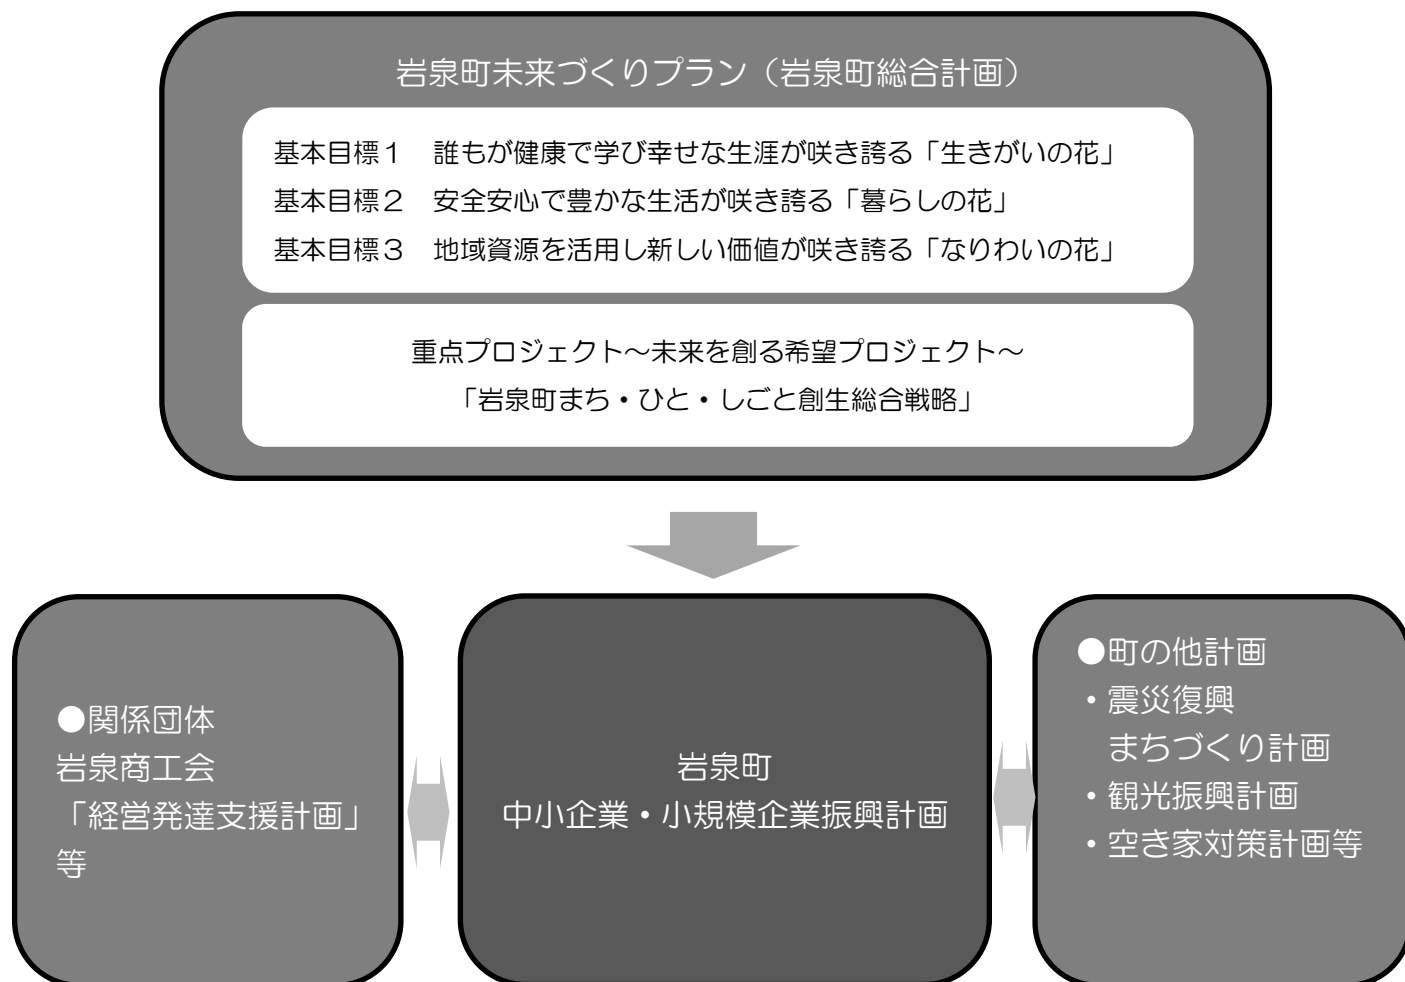 岩泉町未来づくりプラン（岩泉町総合計画）
基本目標１　誰もが健康で学び幸せな生涯が咲き誇る「生きがいの花」
基本目標２　安全安心で豊かな生活が咲き誇る「暮らしの花」
基本目標３　地域資源を活用し新しい価値が咲き誇る「なりわいの花」
重点プロジェクト～未来を創る希望プロジェクト～
「岩泉町まち・ひと・しごと創生総合戦略」
●関係団体
岩泉商工会
「経営発達支援計画」
等
岩泉町
中小企業・小規模企業振興計画
●町の他計画
・震災復興
まちづくり計画
・観光振興計画
・空き家対策計画等